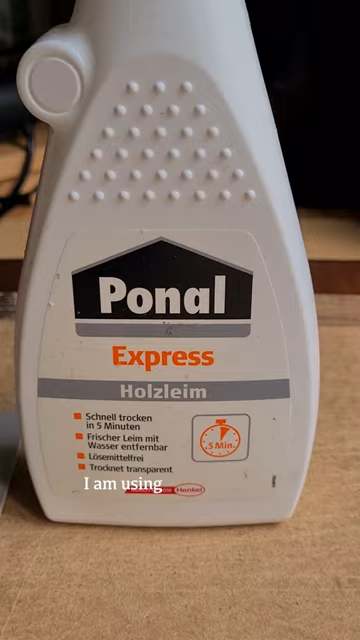 Ponal
Express
Holzleim
Schnell trocken
in 5 Minuten
Frischer Leim mit
Wasser entfernbar
Lösemittelfrei
Trocknet transparent
5 Min.
I am using
Henkel